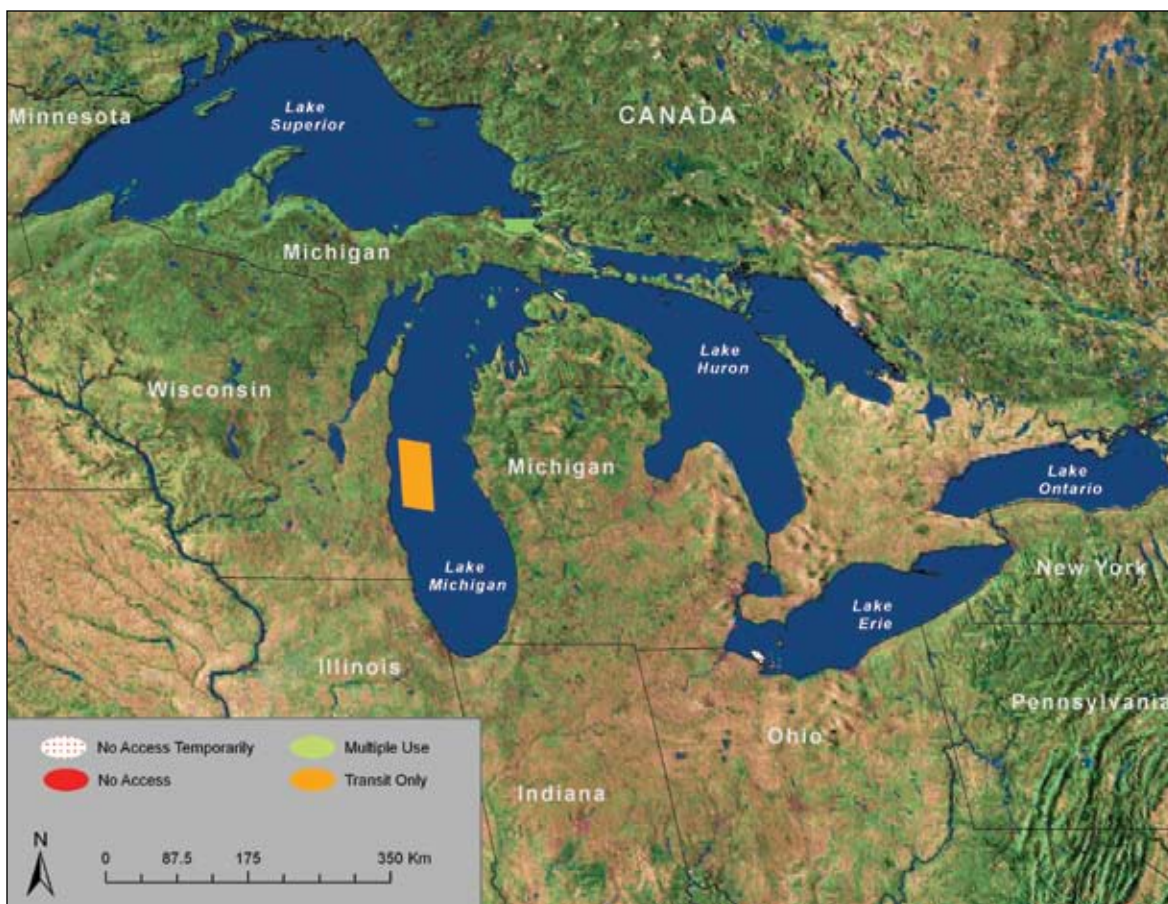 Minnesota
Lake
Superior
CANADA
Michigan
Wisconsin
Lake
Huron
Michigan
Lake
Ontario
Lake
Michigan
New York
Lake
Erie
Illinois
Pennsylvania
Ohio
Indiana
No Access Temporarily
Multiple Use
No Access
Transit Only
N
0 87.5 175 350 Km